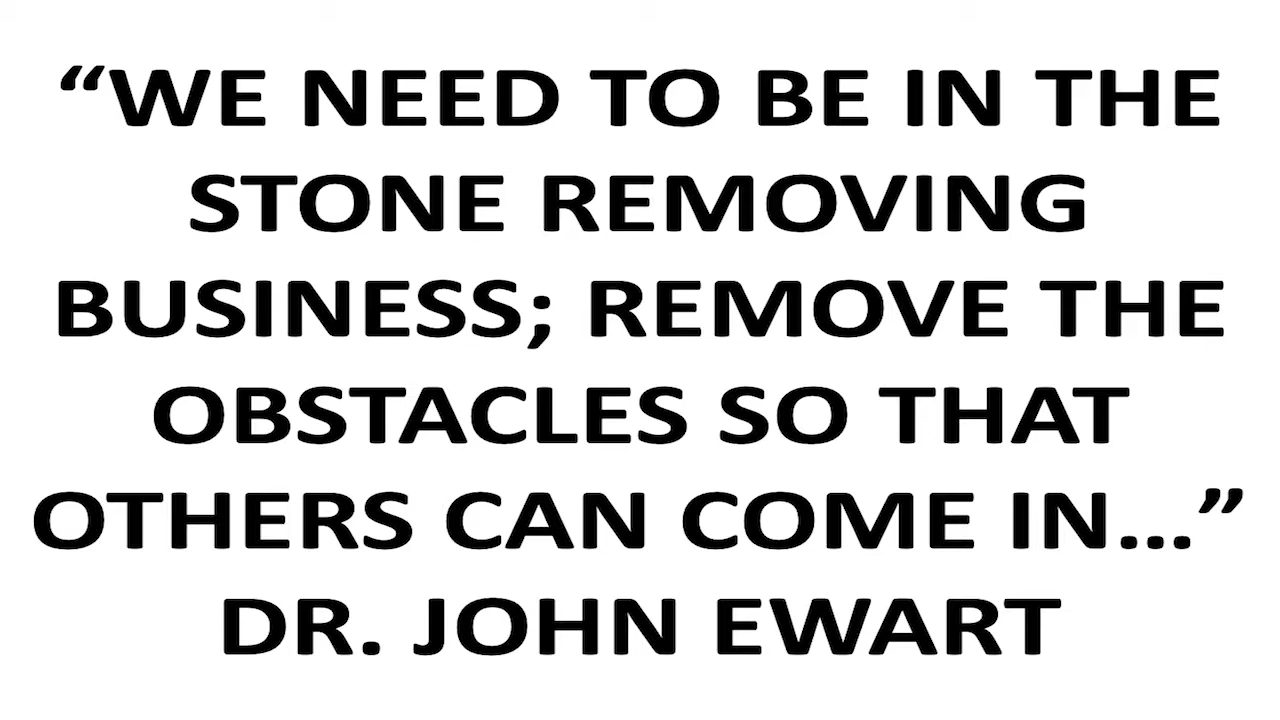 “WE NEED TO BE IN THE
STONE REMOVING
BUSINESS; REMOVE THE
OBSTACLES SO THAT
OTHERS CAN COME IN…”
DR. JOHN EWART